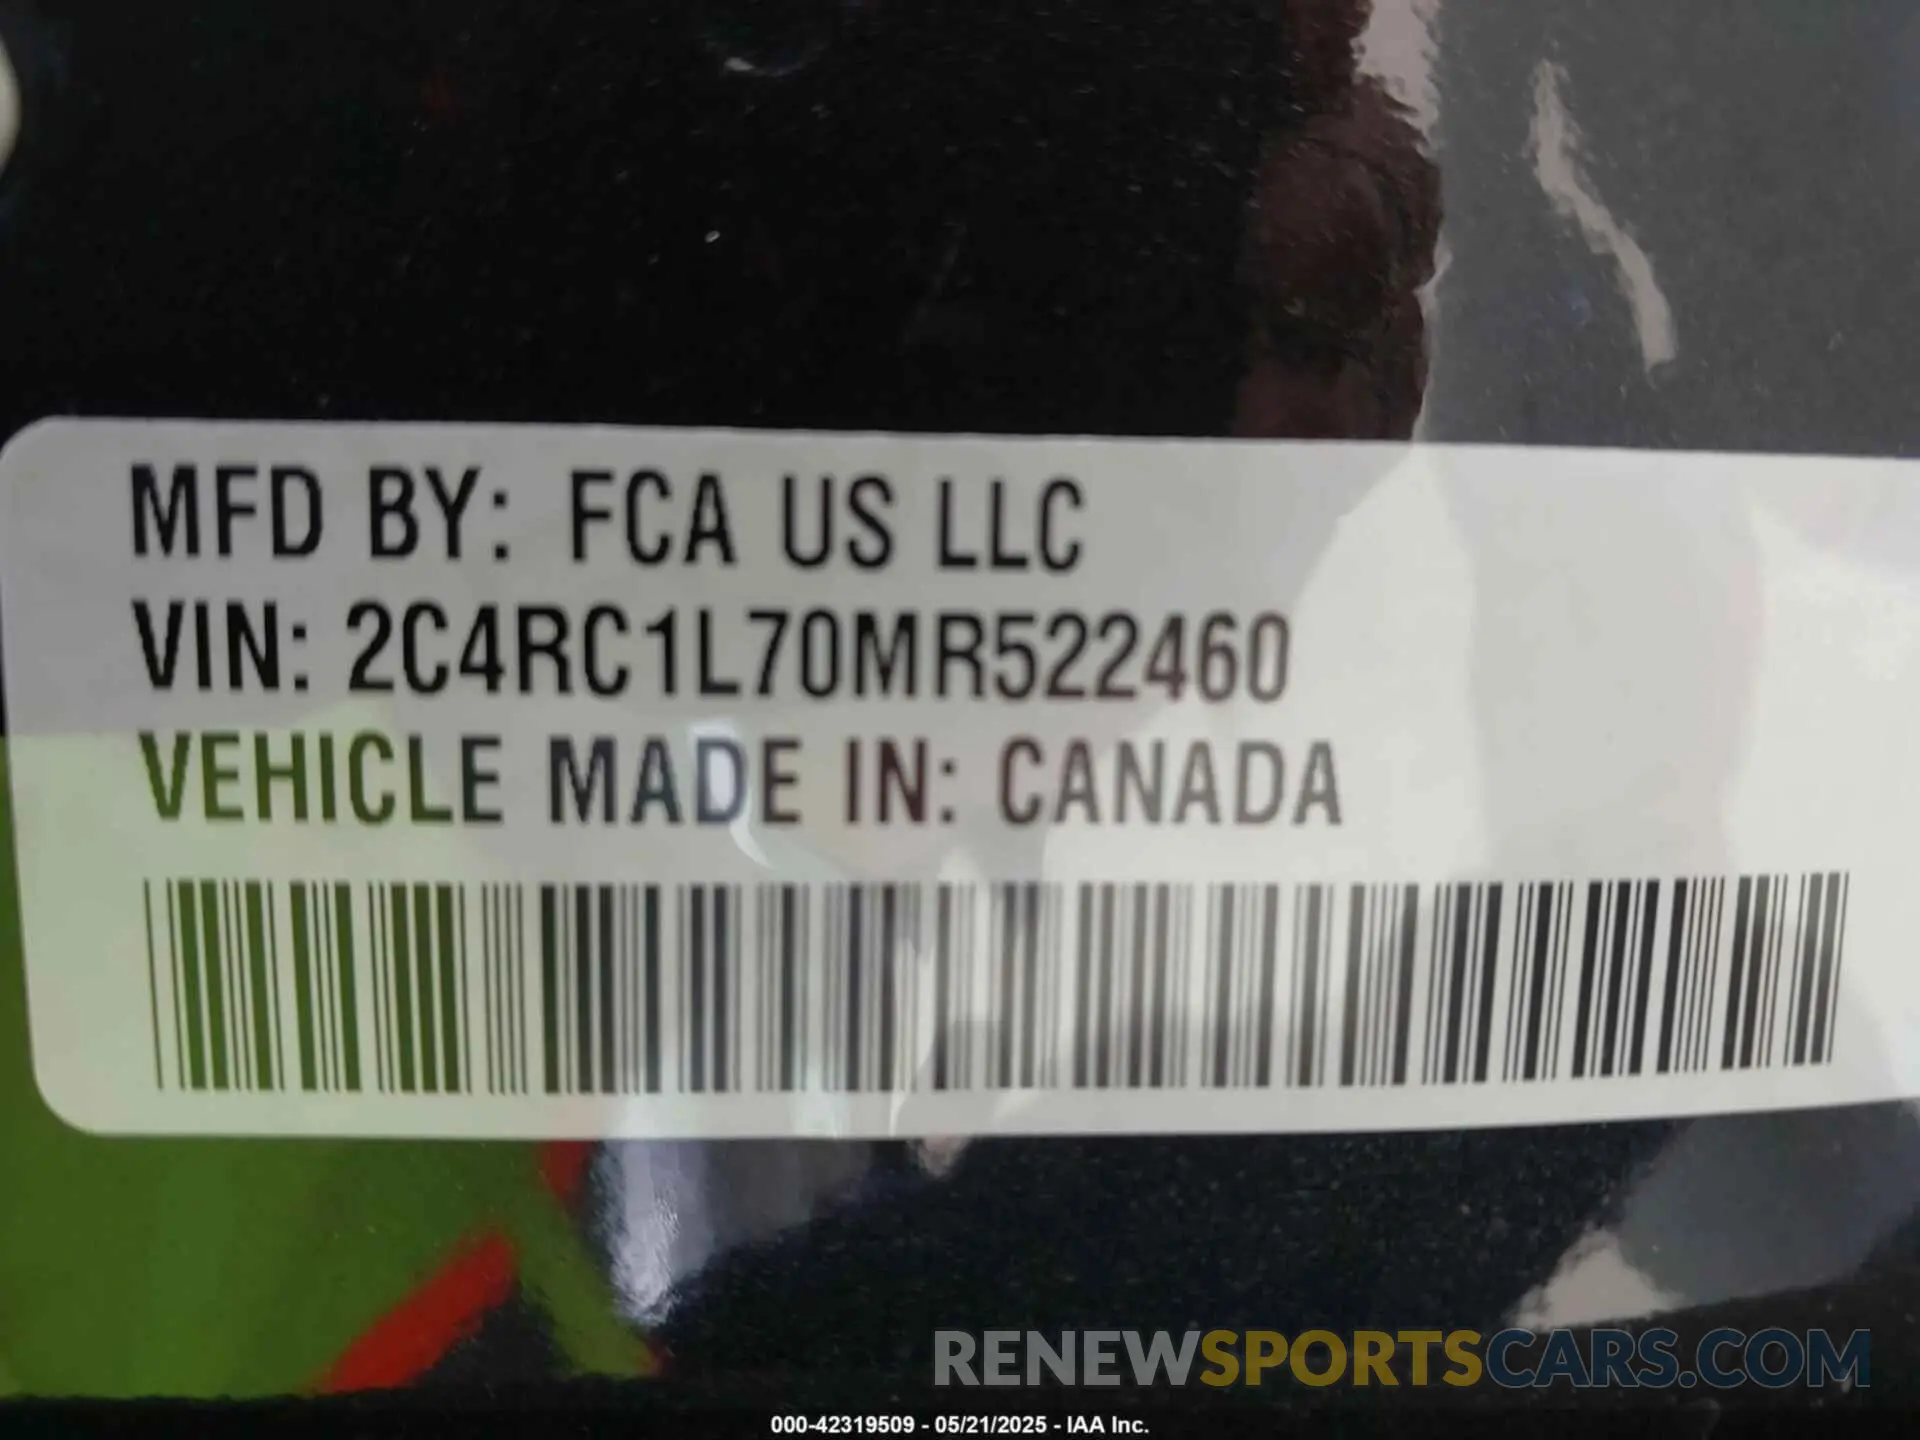 MFD BY: FCA US LLC
VIN: 2C4RC1L70MR522460
VEHICLE MADE IN: CANADA
RENEWSPORTSCARS.COM
000-42319509 - 05/21/2025 - IAA Inc.